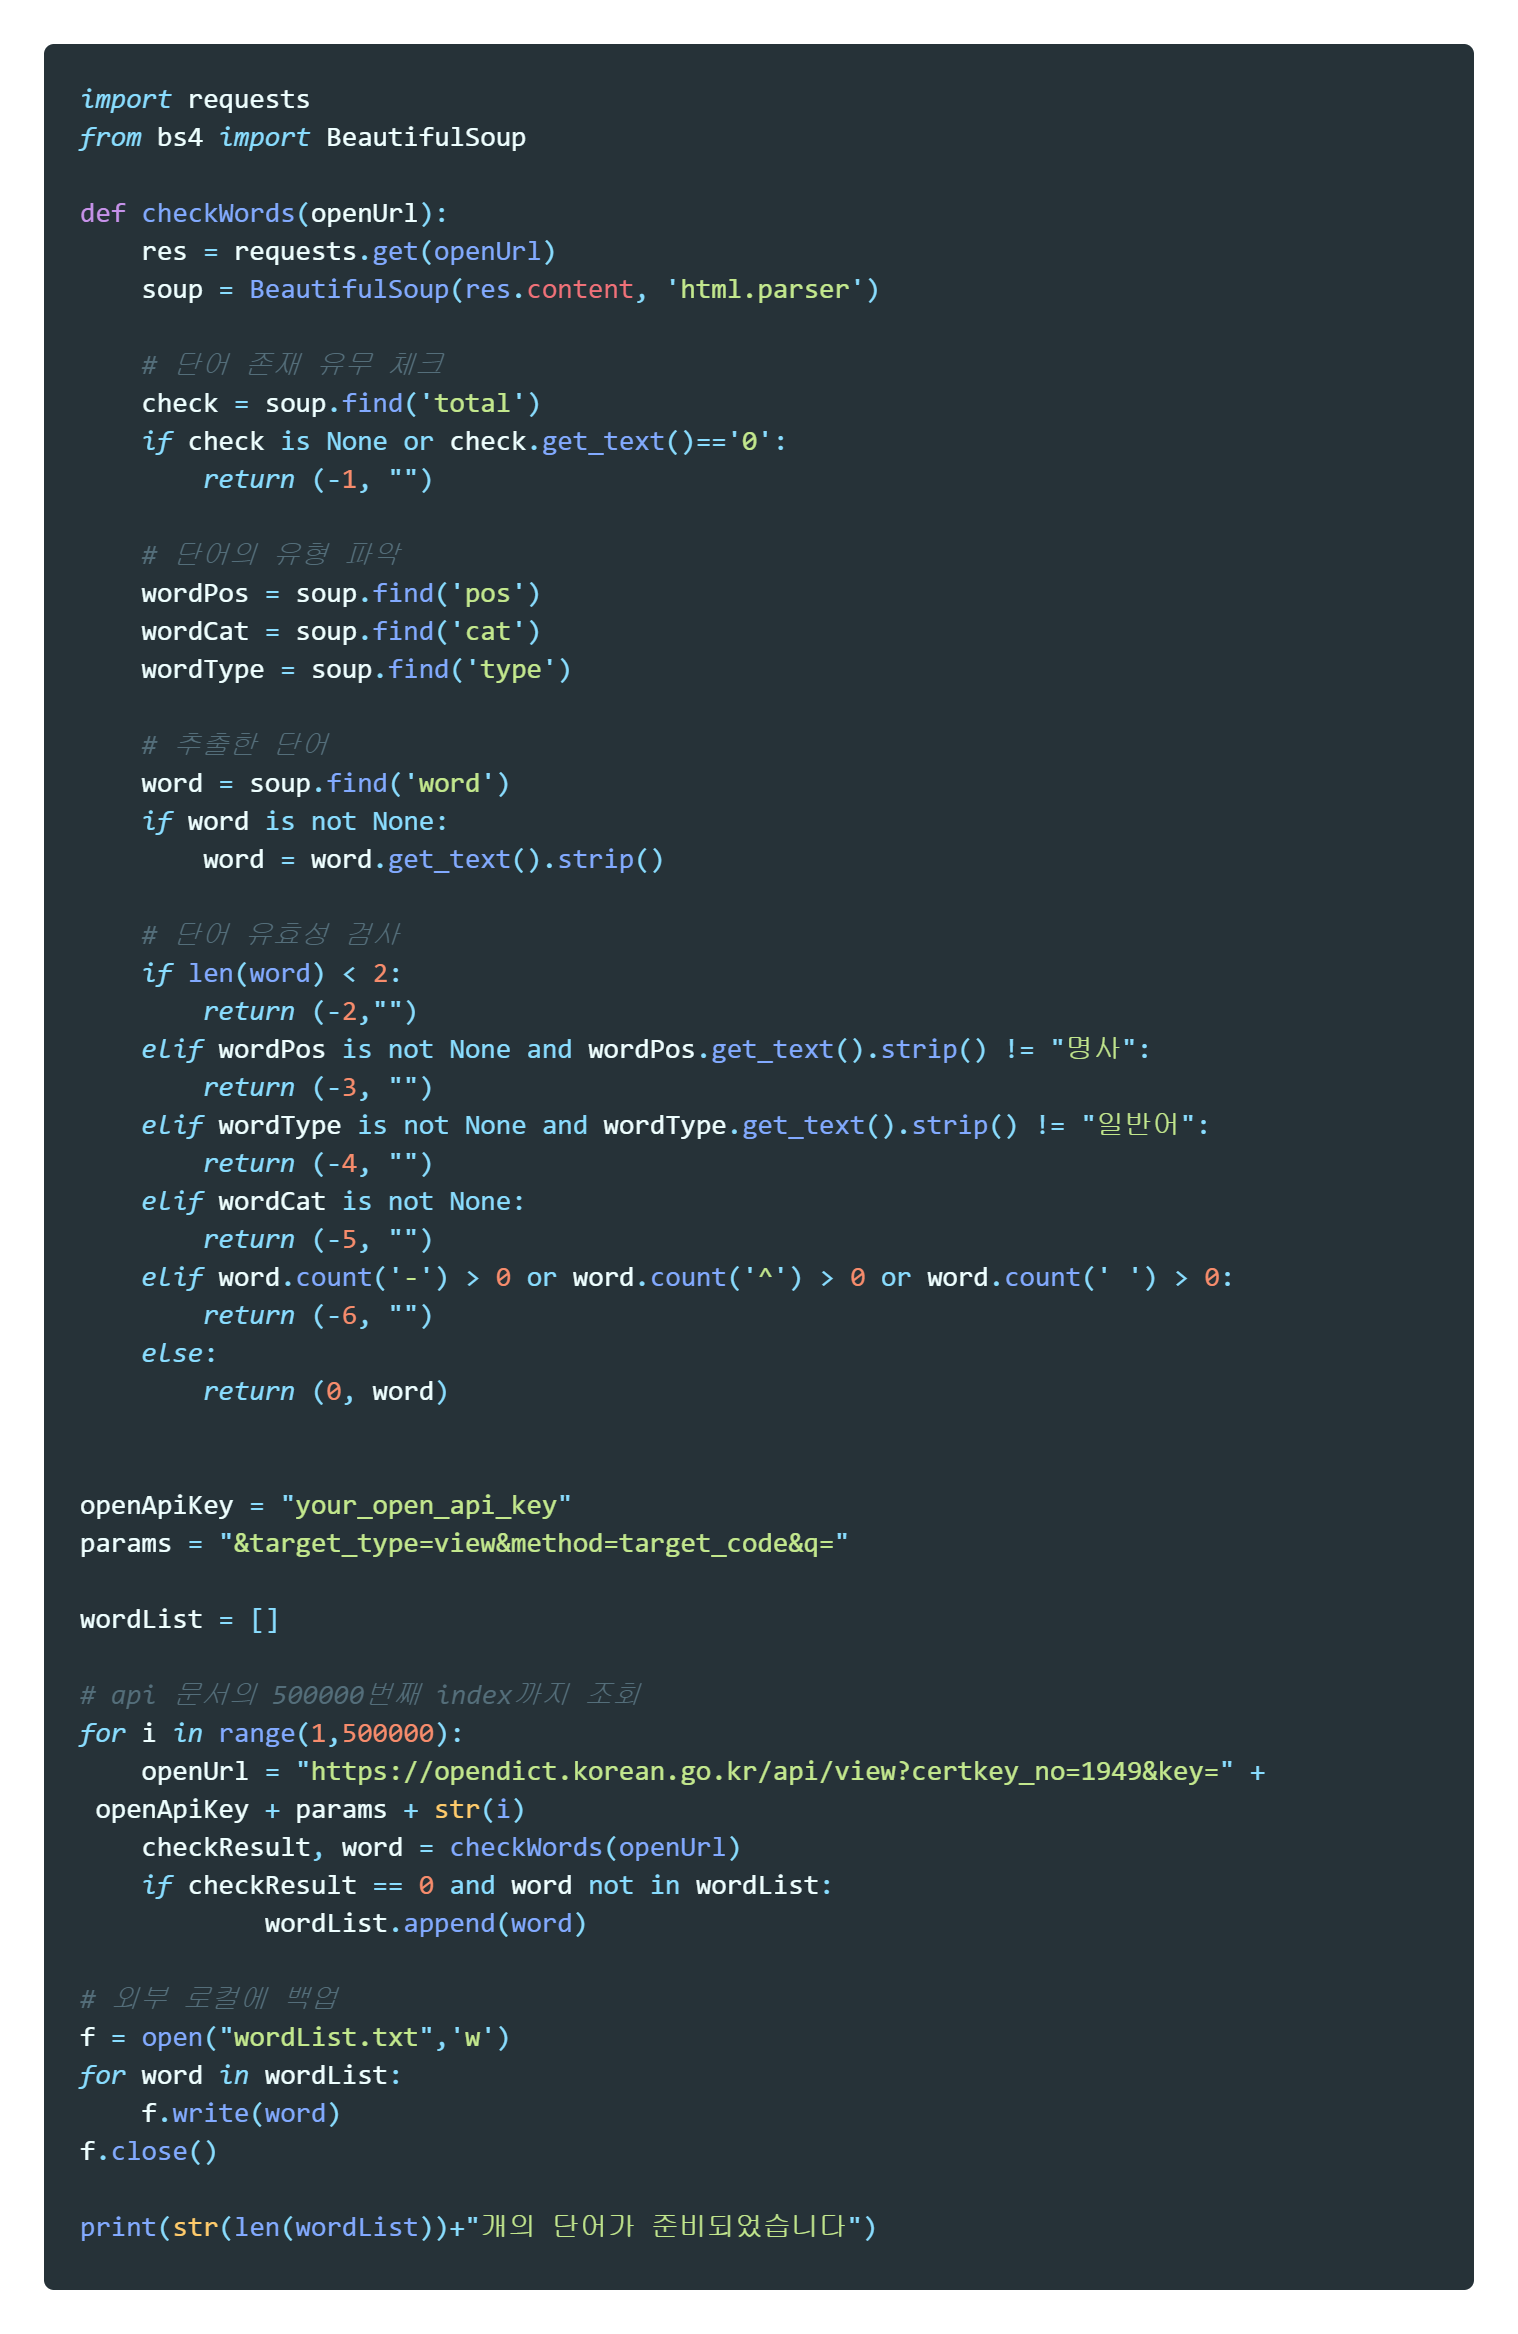 import requests
from bs4 import BeautifulSoup

def checkWords(openUrl):
    res = requests.get(openUrl)
    soup = BeautifulSoup(res.content, 'html.parser')

    # 단어 존재 유무 체크
    check = soup.find('total')
    if check is None or check.get_text()=='0':
        return (-1, "")

    # 단어의 유형 파악
    wordPos = soup.find('pos')
    wordCat = soup.find('cat')
    wordType = soup.find('type')

    # 추출한 단어
    word = soup.find('word')
    if word is not None:
        word = word.get_text().strip()

    # 단어 유효성 검사
    if len(word) < 2:
        return (-2,"")
    elif wordPos is not None and wordPos.get_text().strip() != "명사":
        return (-3, "")
    elif wordType is not None and wordType.get_text().strip() != "일반어":
        return (-4, "")
    elif wordCat is not None:
        return (-5, "")
    elif word.count('-') > 0 or word.count('^') > 0 or word.count(' ') > 0:
        return (-6, "")
    else:
        return (0, word)


openApiKey = "your_open_api_key"
params = "&target_type=view&method=target_code&q="

wordList = []

# api 문서의 500000번째 index까지 조회
for i in range(1,500000):
    openUrl = "https://opendict.korean.go.kr/api/view?certkey_no=1949&key=" +
 openApiKey + params + str(i)
    checkResult, word = checkWords(openUrl)
    if checkResult == 0 and word not in wordList:
            wordList.append(word)

# 외부 로컬에 백업
f = open("wordList.txt",'w')
for word in wordList:
    f.write(word)
f.close()

print(str(len(wordList))+"개의 단어가 준비되었습니다")